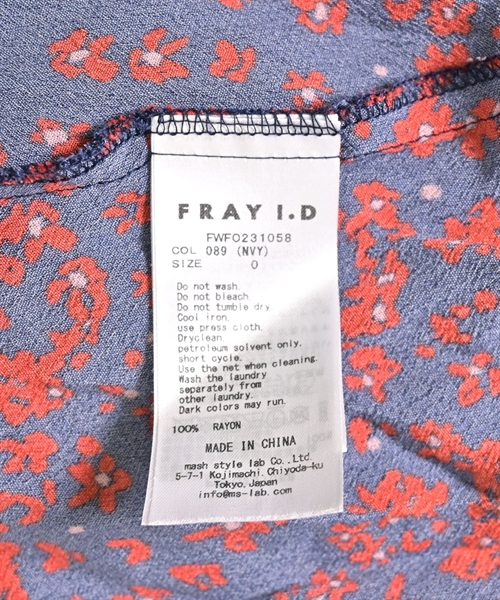 FRAY I.D
FWFO231058
COL 089 (NVY)
SIZE 0
Do not wash.
Do not bleach
Do not tumble dry
Cool iron.
use press cloth.
Dryclean.
petroleum solvent only.
short cycle.
Use the net when cleaning.
Wash the laundry
separately from
other laundry.
Dark colors may run.
100% RAYON
MADE IN CHINA
mash style lab Co.,Ltd.
5-7-1 Kojimachi.Chiyoda-ku
Tokyo.Japan
info@ms-lab.com